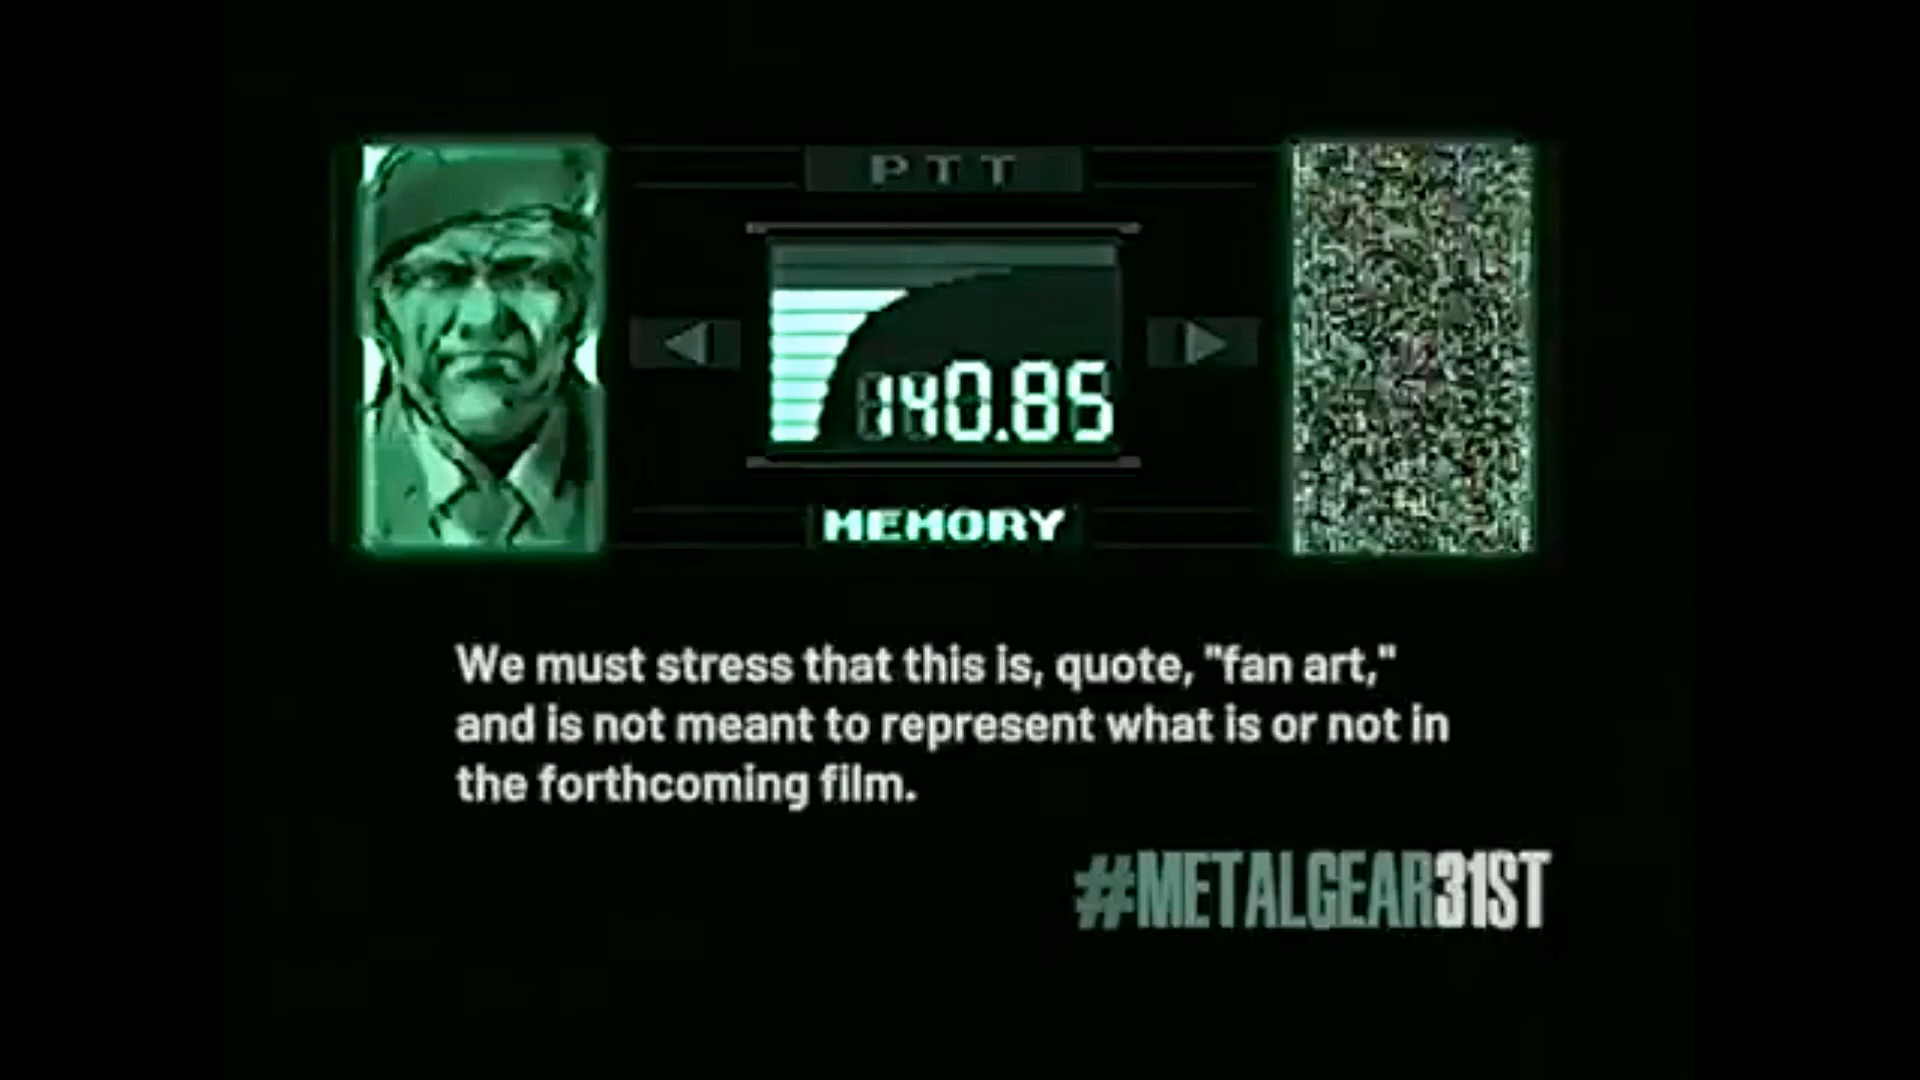 PTT
140.85
MEMORY
We must stress that this is, quote, "fan art,"
and is not meant to represent what is or not in
the forthcoming film.
#METALGEAR31ST